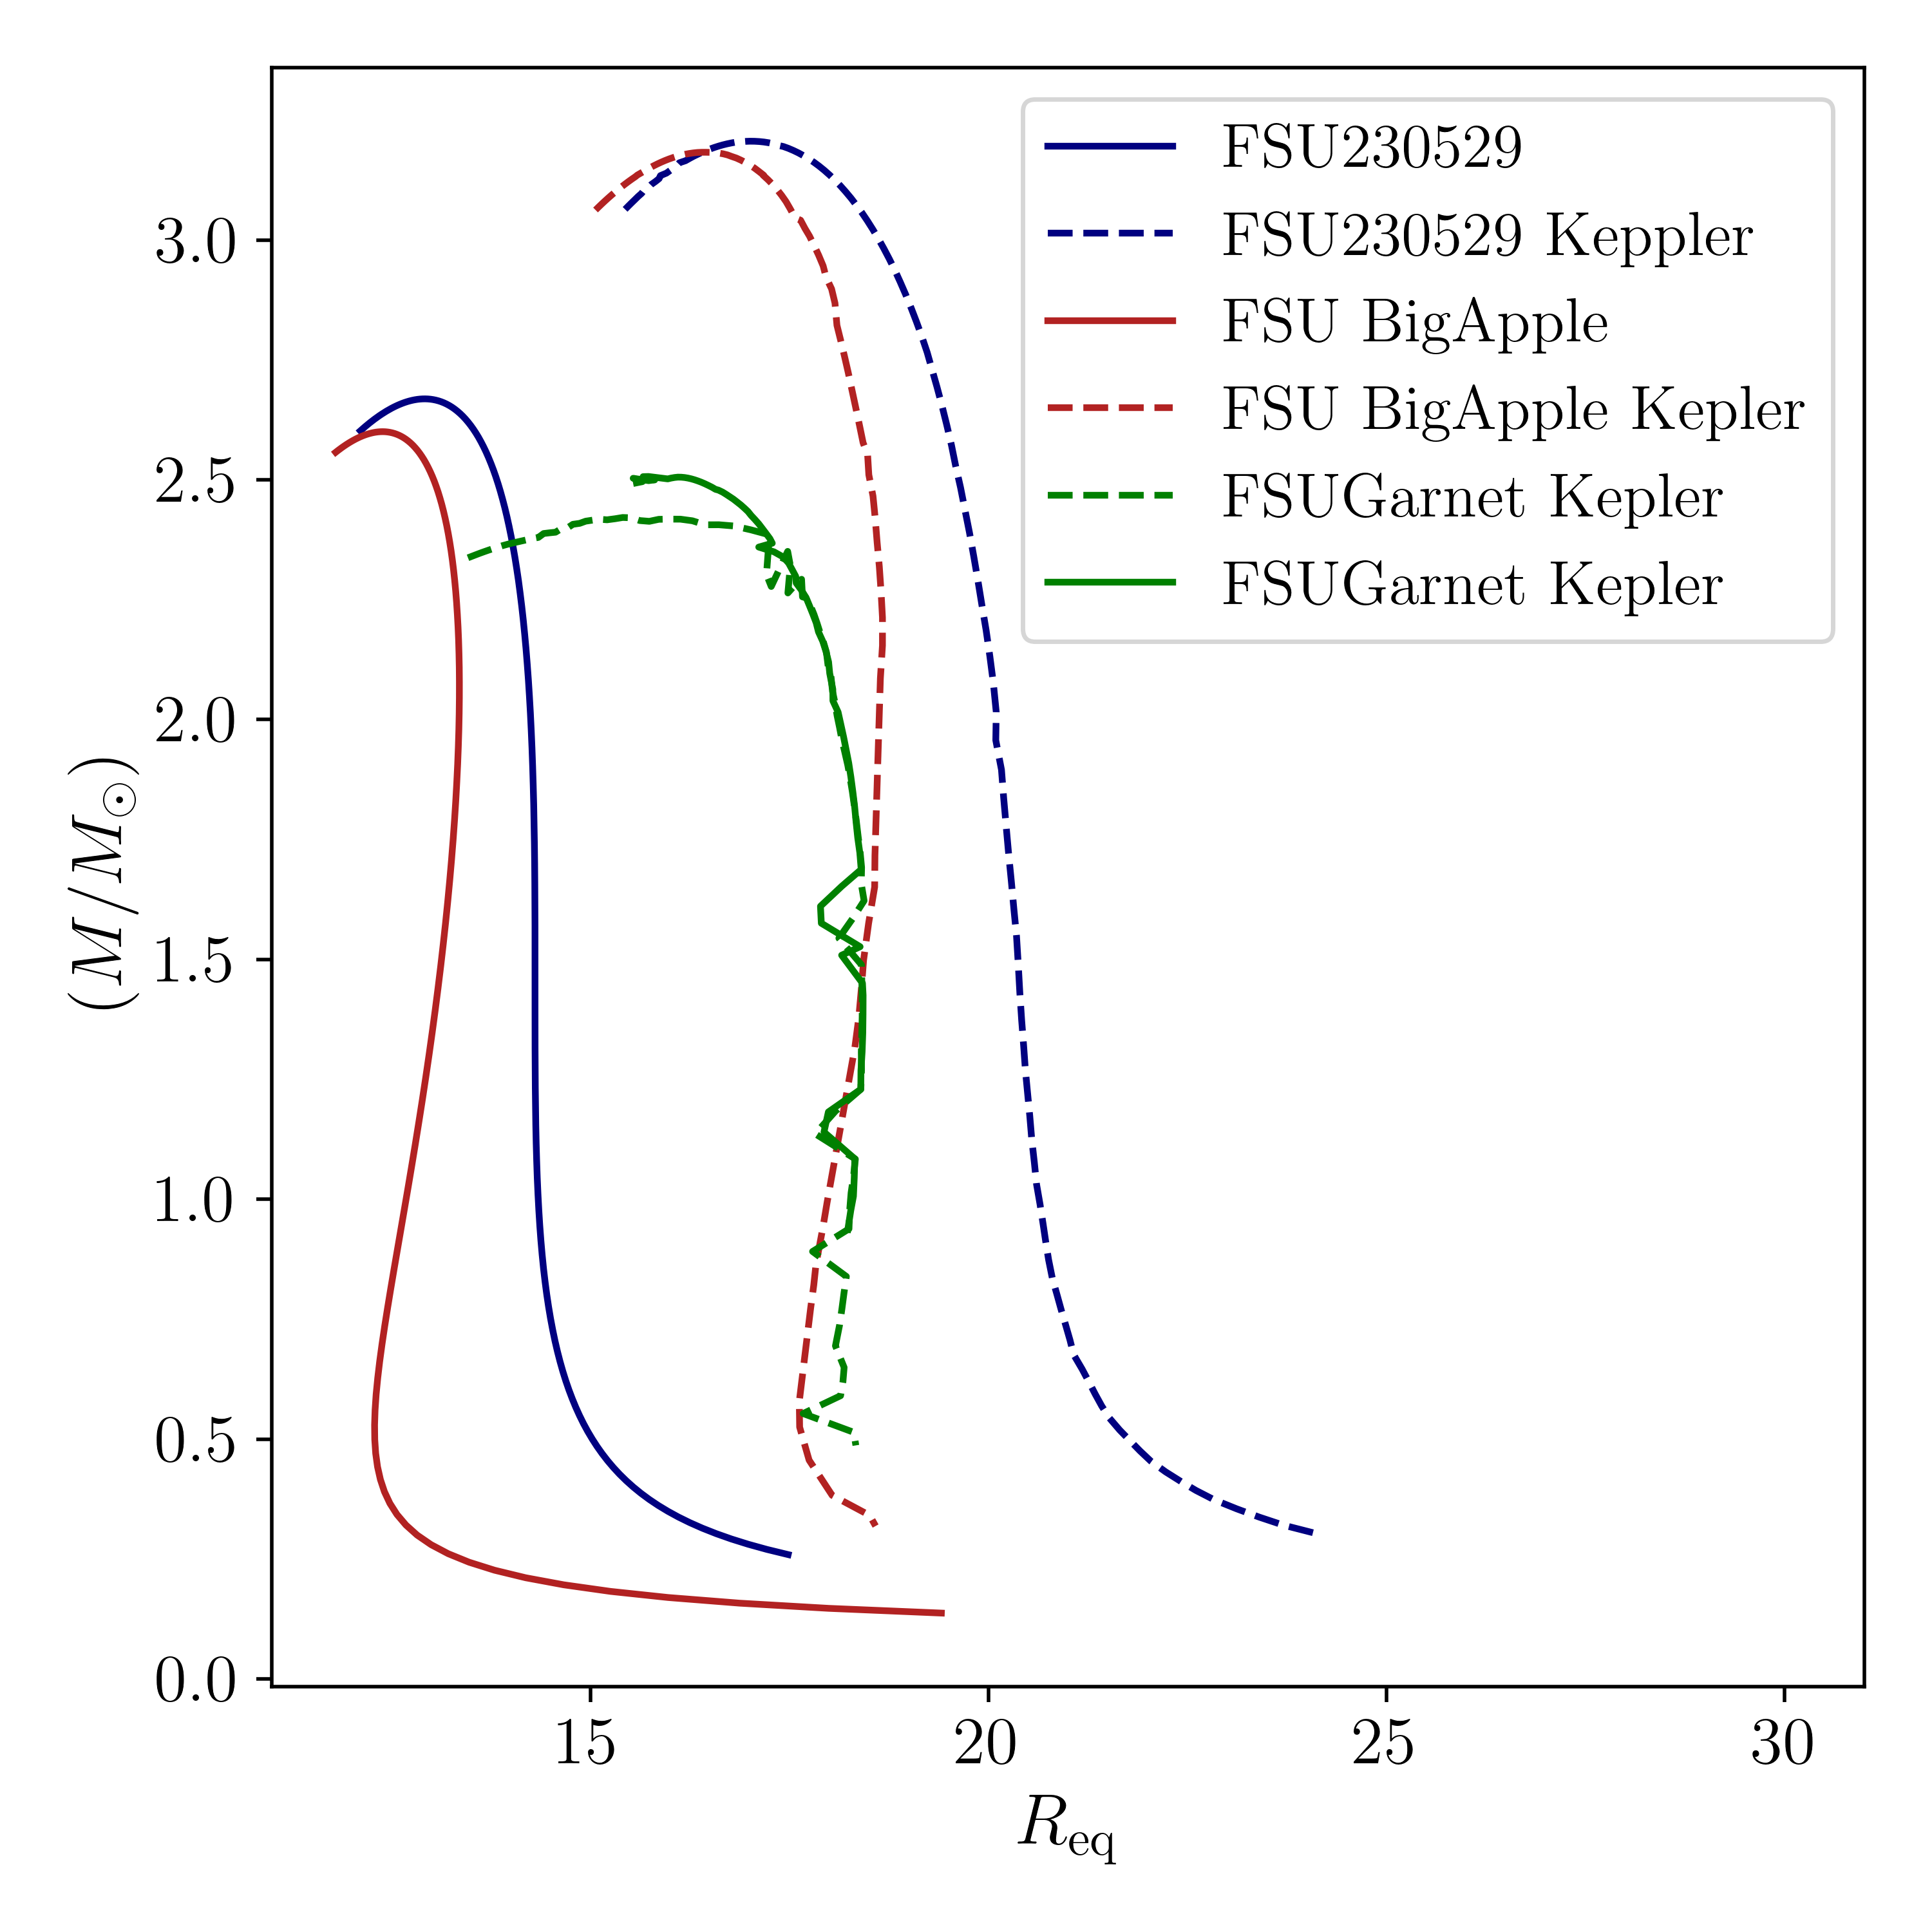 FSU230529
FSU230529 Keppler
FSU BigApple
FSU BigApple Kepler
FSUGarnet Kepler
FSUGarnet Kepler
3.0
2.5
2.0
1.5
1.0
0.5
0.0
(M/M⊙)
15 20 25 30
Req